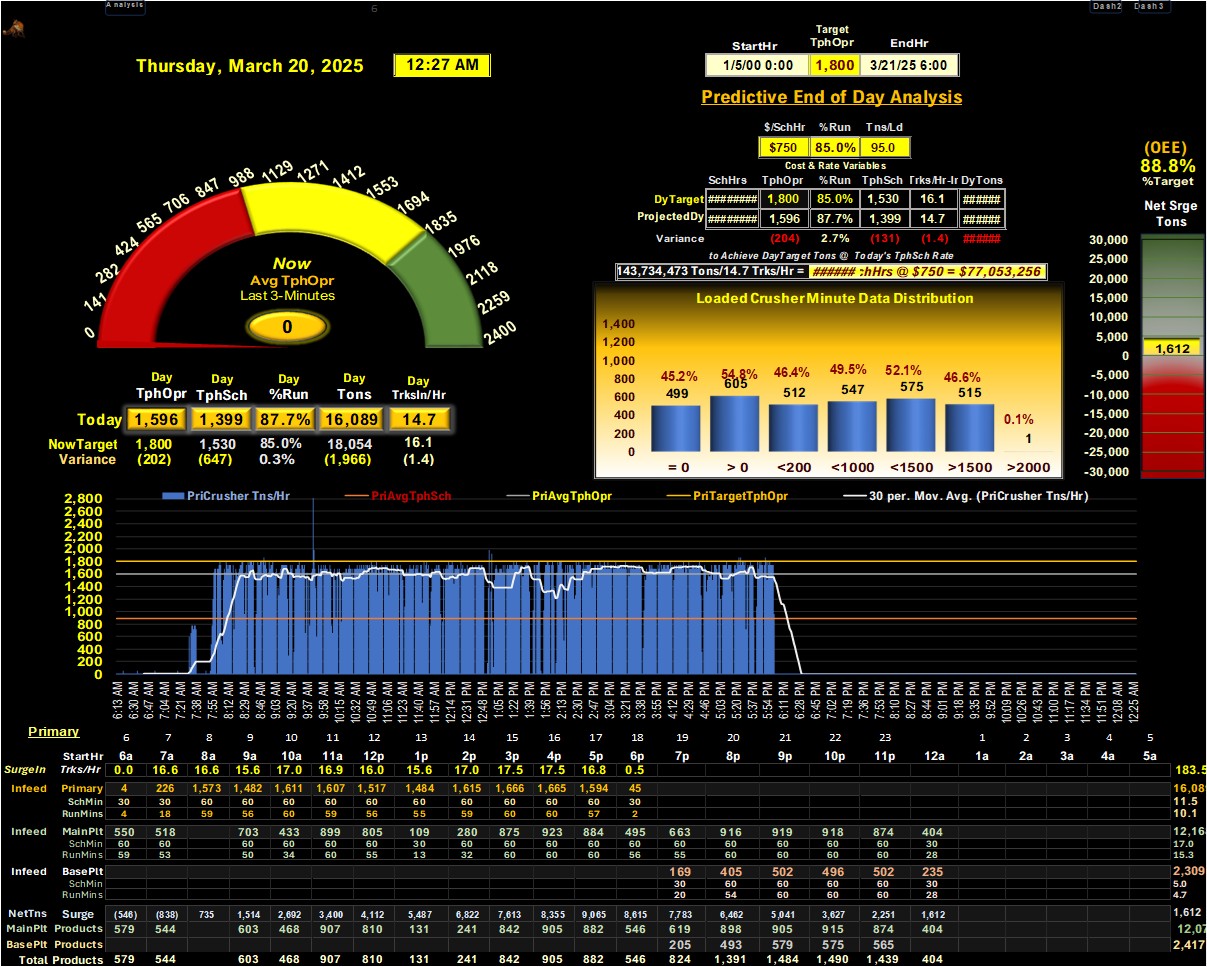 Analysis
6
Dash2 Dash3
Thursday, March 20, 2025 12:27 AM
StartHr Target TphOpr EndHr
1/5/00 0:00 1,800 3/21/25 6:00
Predictive End of Day Analysis
$/SchHr %Run Tns/Ld
$750 85.0% 95.0
Cost & Rate Variables
SchHrs TphOpr %Run TphSch Trks/Hr-Ir DyTons
DyTarget ######## 1,800 85.0% 1,530 16.1 ######
ProjectedDy ######## 1,596 87.7% 1,399 14.7 ######
Variance (204) 2.7% (131) (1.4) ######
to Achieve DayTarget Tons @ Today's TphSch Rate
143,734,473 Tons/14.7 Trks/Hr = ###### :hHrs @ $750 = $77,053,256
(OEE)
88.8%
%Target
Net Srge
Tons
30,000
25,000
20,000
15,000
10,000
5,000
1,612
0
-5,000
-10,000
-15,000
-20,000
-25,000
-30,000
0 141 282 424 565 706 847 988 1129 1271 1412 1553 1694 1835 1976 2118 2259 2400
Now
Avg TphOpr
Last 3-Minutes
0
Day Day Day Day Day
TphOpr TphSch %Run Tons TrksIn/Hr
Today 1,596 1,399 87.7% 16,089 14.7
NowTarget 1,800 1,530 85.0% 18,054 16.1
Variance (202) (647) 0.3% (1,966) (1.4)
Loaded Crusher Minute Data Distribution
1,400
1,200
1,000
800
600
400
200
0
45.2% 54.8% 46.4% 49.5% 52.1% 46.6% 0.1%
499 605 512 547 575 515 1
= 0 > 0 <200 <1000 <1500 >1500 >2000
PriCrusher Tns/Hr PriAvgTphSch PriAvgTphOpr PriTargetTphOpr 30 per. Mov. Avg. (PriCrusher Tns/Hr)
2,800
2,600
2,400
2,200
2,000
1,800
1,600
1,400
1,200
1,000
800
600
400
200
0
6:13 AM 6:30 AM 6:47 AM 7:04 AM 7:21 AM 7:38 AM 7:55 AM 8:12 AM 8:29 AM 8:46 AM 9:03 AM 9:20 AM 9:37 AM 9:58 AM 10:15 AM 10:32 AM 10:49 AM 11:06 AM 11:23 AM 11:40 AM 11:57 AM 12:14 PM 12:31 PM 12:48 PM 1:05 PM 1:22 PM 1:39 PM 1:56 PM 2:13 PM 2:30 PM 2:47 PM 3:04 PM 3:21 PM 3:38 PM 3:55 PM 4:12 PM 4:29 PM 4:46 PM 5:03 PM 5:20 PM 5:37 PM 5:54 PM 6:11 PM 6:28 PM 6:45 PM 7:02 PM 7:19 PM 7:36 PM 7:53 PM 8:10 PM 8:27 PM 8:44 PM 9:01 PM 9:18 PM 9:35 PM 9:52 PM 10:09 PM 10:26 PM 10:43 PM 11:00 PM 11:17 PM 11:34 PM 11:51 PM 12:08 AM 12:25 AM
Primary 6 7 8 9 10 11 12 13 14 15 16 17 18 19 20 21 22 23 1 2 3 4 5
StartHr 6a 7a 8a 9a 10a 11a 12p 1p 2p 3p 4p 5p 6p 7p 8p 9p 10p 11p 12a 1a 2a 3a 4a 5a
SurgeIn Trks/Hr 0.0 16.6 16.6 15.6 17.0 16.9 16.0 15.6 17.0 17.5 17.5 16.8 0.5 183.5
Infeed Primary 4 226 1,573 1,482 1,611 1,607 1,517 1,484 1,615 1,666 1,665 1,594 45 16,08
SchMin 30 30 60 60 60 60 60 60 60 60 60 60 30 11.5
RunMins 4 18 59 56 60 59 56 55 59 60 60 57 2 10.1
Infeed MainPlt 550 518 703 433 899 805 109 280 875 923 884 495 663 916 919 918 874 404 12,16
SchMin 60 60 60 60 60 60 30 60 60 60 60 60 60 60 60 60 60 30 17.0
RunMins 59 53 50 34 60 55 13 32 60 60 60 56 55 60 60 60 60 28 15.3
Infeed BasePlt 169 405 502 496 502 235 2,309
SchMin 30 60 60 60 60 30 5.0
RunMins 20 54 60 60 60 28 4.7
NetTns Surge (546) (838) 735 1,514 2,692 3,400 4,112 5,487 6,822 7,613 8,355 9,065 8,615 7,783 6,462 5,041 3,627 2,251 1,612 1,612
MainPlt Products 579 544 603 468 907 810 131 241 842 905 882 546 619 898 905 915 874 404 12,07
BasePlt Products 205 493 579 575 565 2,417
Total Products 579 544 603 468 907 810 131 241 842 905 882 546 824 1,391 1,484 1,490 1,439 404